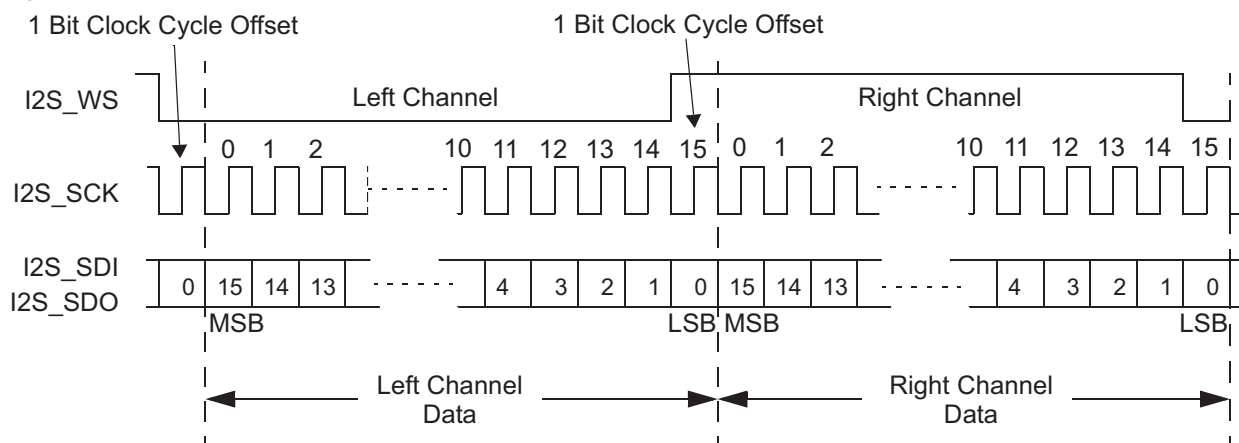 1 Bit Clock Cycle Offset 1 Bit Clock Cycle Offset
I2S_WS Left Channel Right Channel
0 1 2 10 11 12 13 14 15 0 1 2 10 11 12 13 14 15
I2S_SCK
I2S_SDI
0 15 14 13 4 3 2 1 0 15 14 13 4 3 2 1 0
I2S_SDO
MSB LSB MSB LSB
Left Channel Right Channel
Data Data